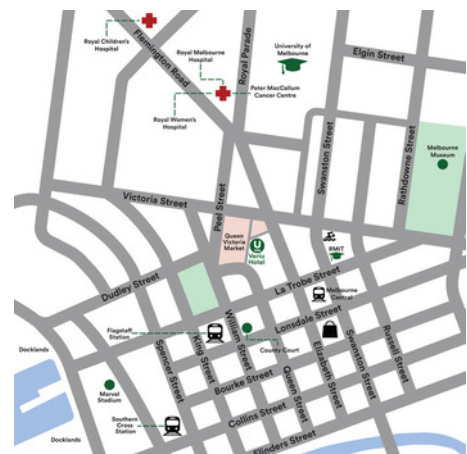 Royal Children's
Hospital
Flemington Road
Royal Melbourne
Hospital
Royal Parade
University of
Melbourne
Elgin Street
Royal Women's
Hospital
Peter MacCallum
Cancer Centre
Swanston Street
Rathdowne Street
Melbourne
Museum
Victoria Street
Peel Street
Queen
Victoria
Market
U
Veriu
Hotel
RMIT
Dudley Street
La Trobe Street
Melbourne
Central
Flagstaff
Station
William Street
Lonsdale Street
County Court
Docklands
Spencer Street
King Street
Bourke Street
Queen Street
Elizabeth Street
Swanston Street
Russell Street
Marvel
Stadium
Collins Street
Southern
Cross
Station
Docklands
Flinders Street